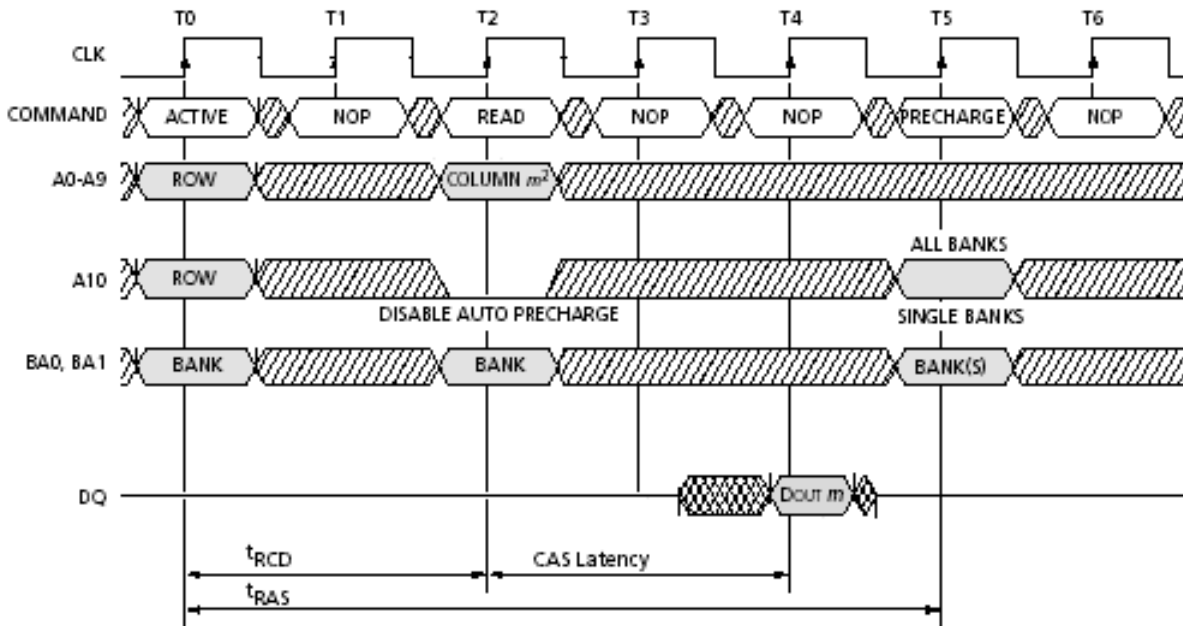 T0 T1 T2 T3 T4 T5 T6
CLK
COMMAND ACTIVE NOP READ NOP NOP PRECHARGE NOP
A0-A9 ROW COLUMN m²
ALL BANKS
A10 ROW
DISABLE AUTO PRECHARGE SINGLE BANKS
BA0, BA1 BANK BANK BANK(S)
DQ DOUT m
tRCD CAS Latency
tRAS